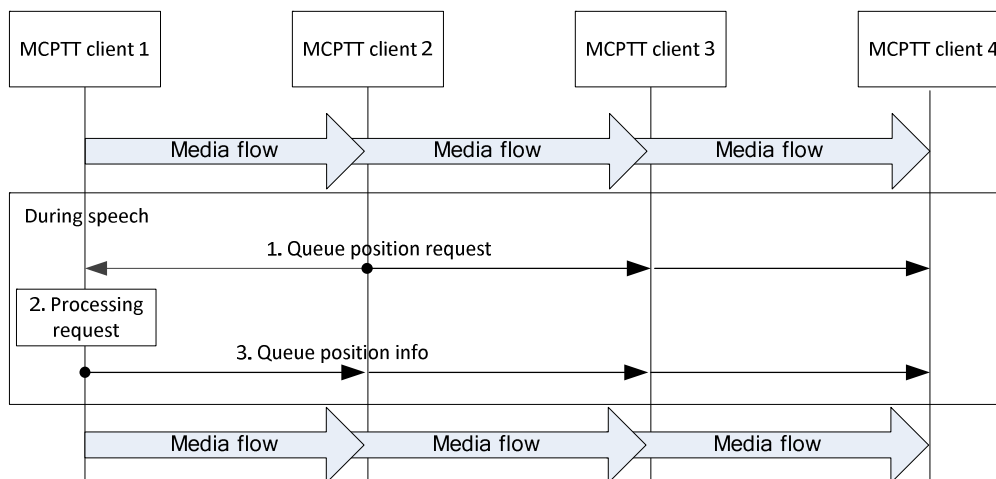 MCPTT client 1
MCPTT client 2
MCPTT client 3
MCPTT client 4
Media flow
Media flow
Media flow
During speech
1. Queue position request
2. Processing
request
3. Queue position info
Media flow
Media flow
Media flow